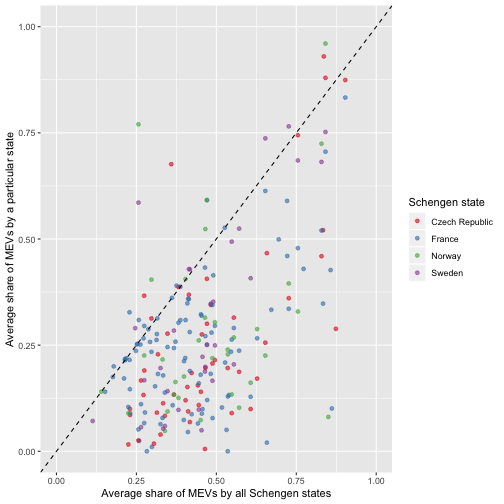 1.00
0.75
0.50
0.25
0.00
Average share of MEVs by a particular state
0.00 0.25 0.50 0.75 1.00
Average share of MEVs by all Schengen states
Schengen state
Czech Republic
France
Norway
Sweden